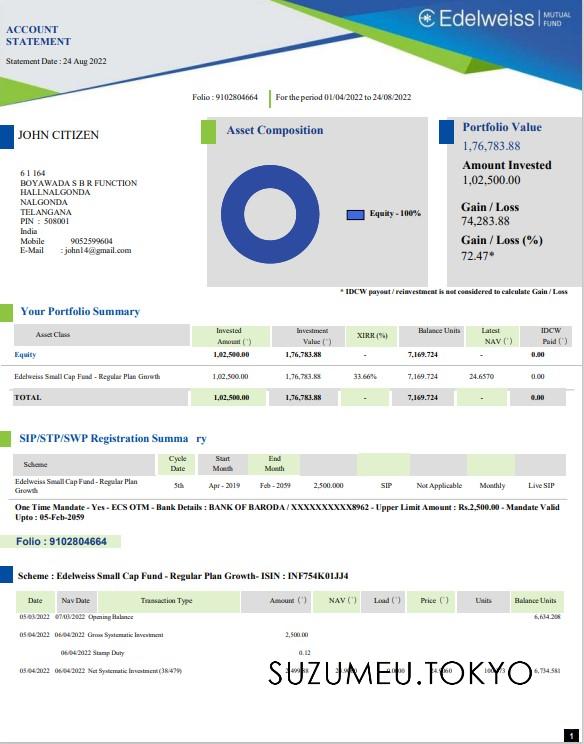 ACCOUNT
STATEMENT
Edelweiss MUTUAL FUND
Statement Date : 24 Aug 2022
Folio : 9102804664 For the period 01/04/2022 to 24/08/2022
JOHN CITIZEN
6 1 164
BOYAWADA S B R FUNCTION
HALLNALGONDA
NALGONDA
TELANGANA
PIN : 508001
India
Mobile 9052599604
E-Mail : john14@gmail.com
Asset Composition
Equity - 100%
Portfolio Value
1,76,783.88
Amount Invested
1,02,500.00
Gain / Loss
74,283.88
Gain / Loss (%)
72.47*
* IDCW payout / reinvestment is not considered to calculate Gain / Loss
Your Portfolio Summary
Asset Class Invested Amount (`) Investment Value (`) XIRR (%) Balance Units Latest NAV (`) IDCW Paid (`)
Equity 1,02,500.00 1,76,783.88 - 7,169.724 - 0.00
Edelweiss Small Cap Fund - Regular Plan Growth 1,02,500.00 1,76,783.88 33.66% 7,169.724 24.6570 0.00
TOTAL 1,02,500.00 1,76,783.88 - 7,169.724 - 0.00
SIP/STP/SWP Registration Summa ry
Scheme Cycle Date Start Month End Month
Edelweiss Small Cap Fund - Regular Plan Growth 5th Apr - 2019 Feb - 2059 2,500.000 SIP Not Applicable Monthly Live SIP
One Time Mandate - Yes - ECS OTM - Bank Details : BANK OF BARODA / XXXXXXXXXX8962 - Upper Limit Amount : Rs.2,500.00 - Mandate Valid
Upto : 05-Feb-2059
Folio : 9102804664
Scheme : Edelweiss Small Cap Fund - Regular Plan Growth- ISIN : INF754K01JJ4
Date Nav Date Transaction Type Amount (`) NAV (`) Load (`) Price (`) Units Balance Units
05/03/2022 07/03/2022 Opening Balance 6,634.208
05/04/2022 06/04/2022 Gross Systematic Investment 2,500.00
06/04/2022 Stamp Duty 0.12
05/04/2022 06/04/2022 Net Systematic Investment (38/479) 6,734.581
SUZUMEU.TOKYO
1